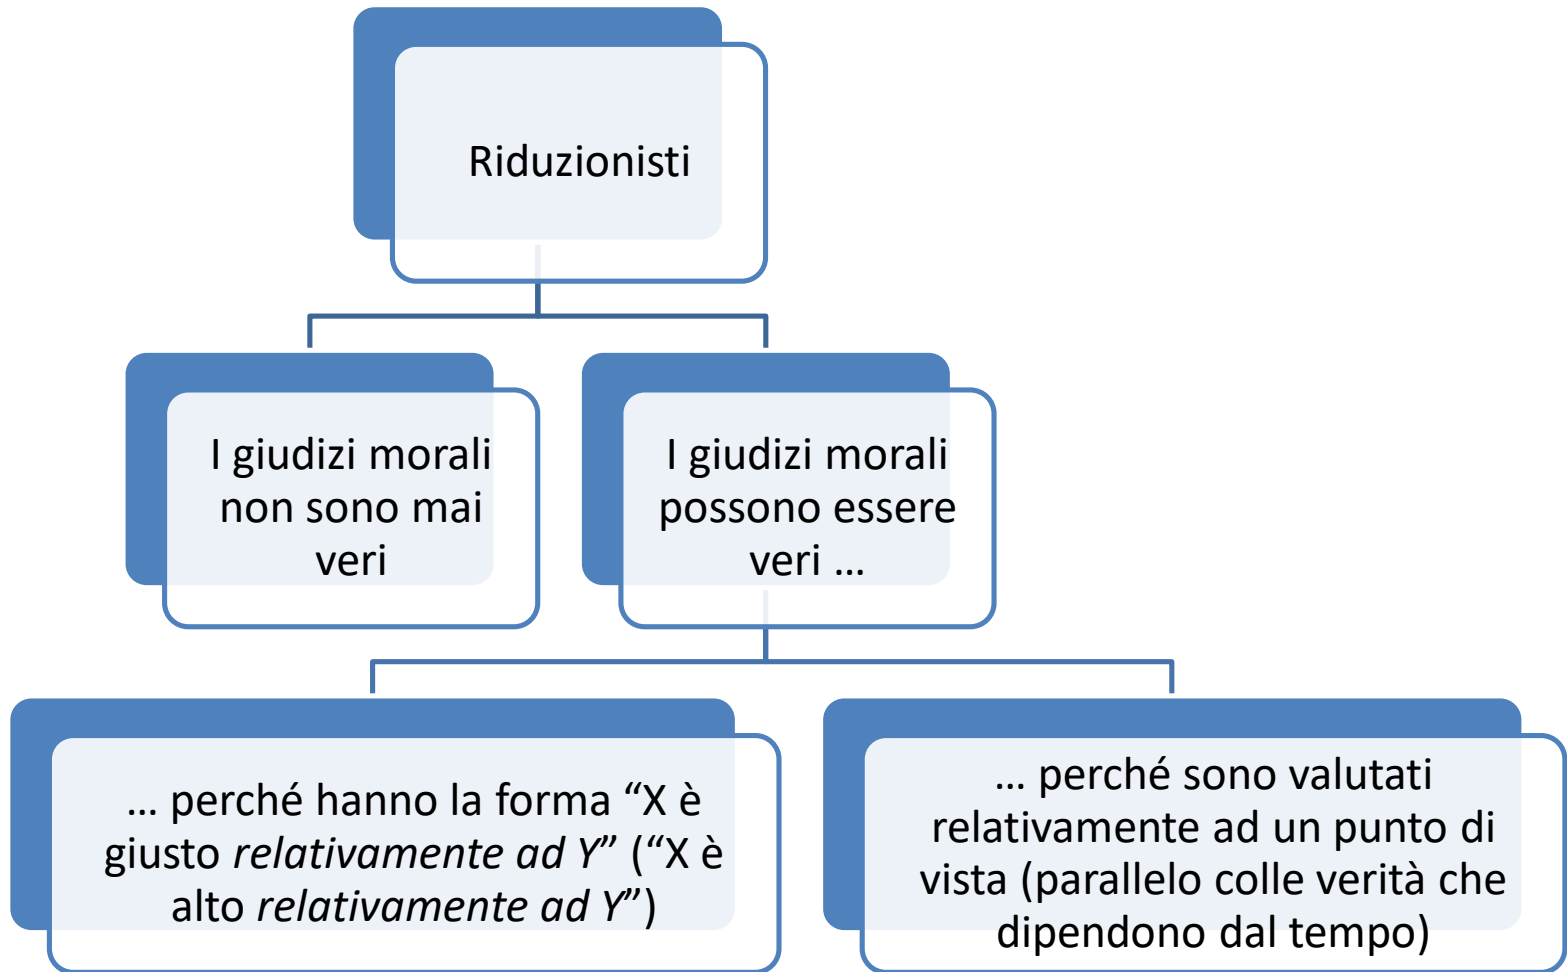 Riduzionisti
I giudizi morali
non sono mai
veri
I giudizi morali
possono essere
veri …
… perché hanno la forma “X è
giusto relativamente ad Y” (“X è
alto relativamente ad Y”)
… perché sono valutati
relativamente ad un punto di
vista (parallelo colle verità che
dipendono dal tempo)